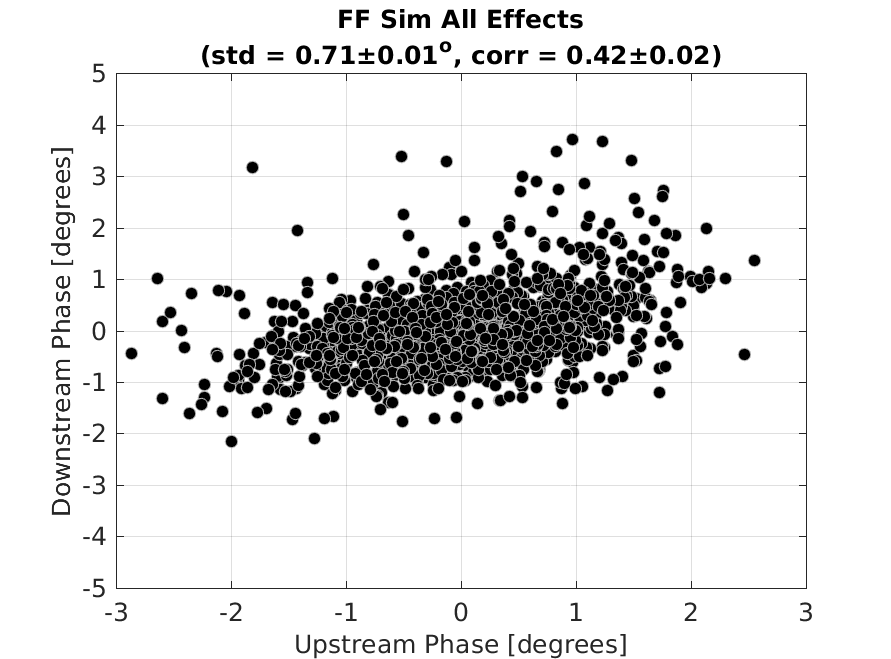 FF Sim All Effects
(std = 0.71±0.01°, corr = 0.42±0.02)
5
4
3
2
1
0
-1
-2
-3
-4
-5
Downstream Phase [degrees]
-3 -2 -1 0 1 2 3
Upstream Phase [degrees]